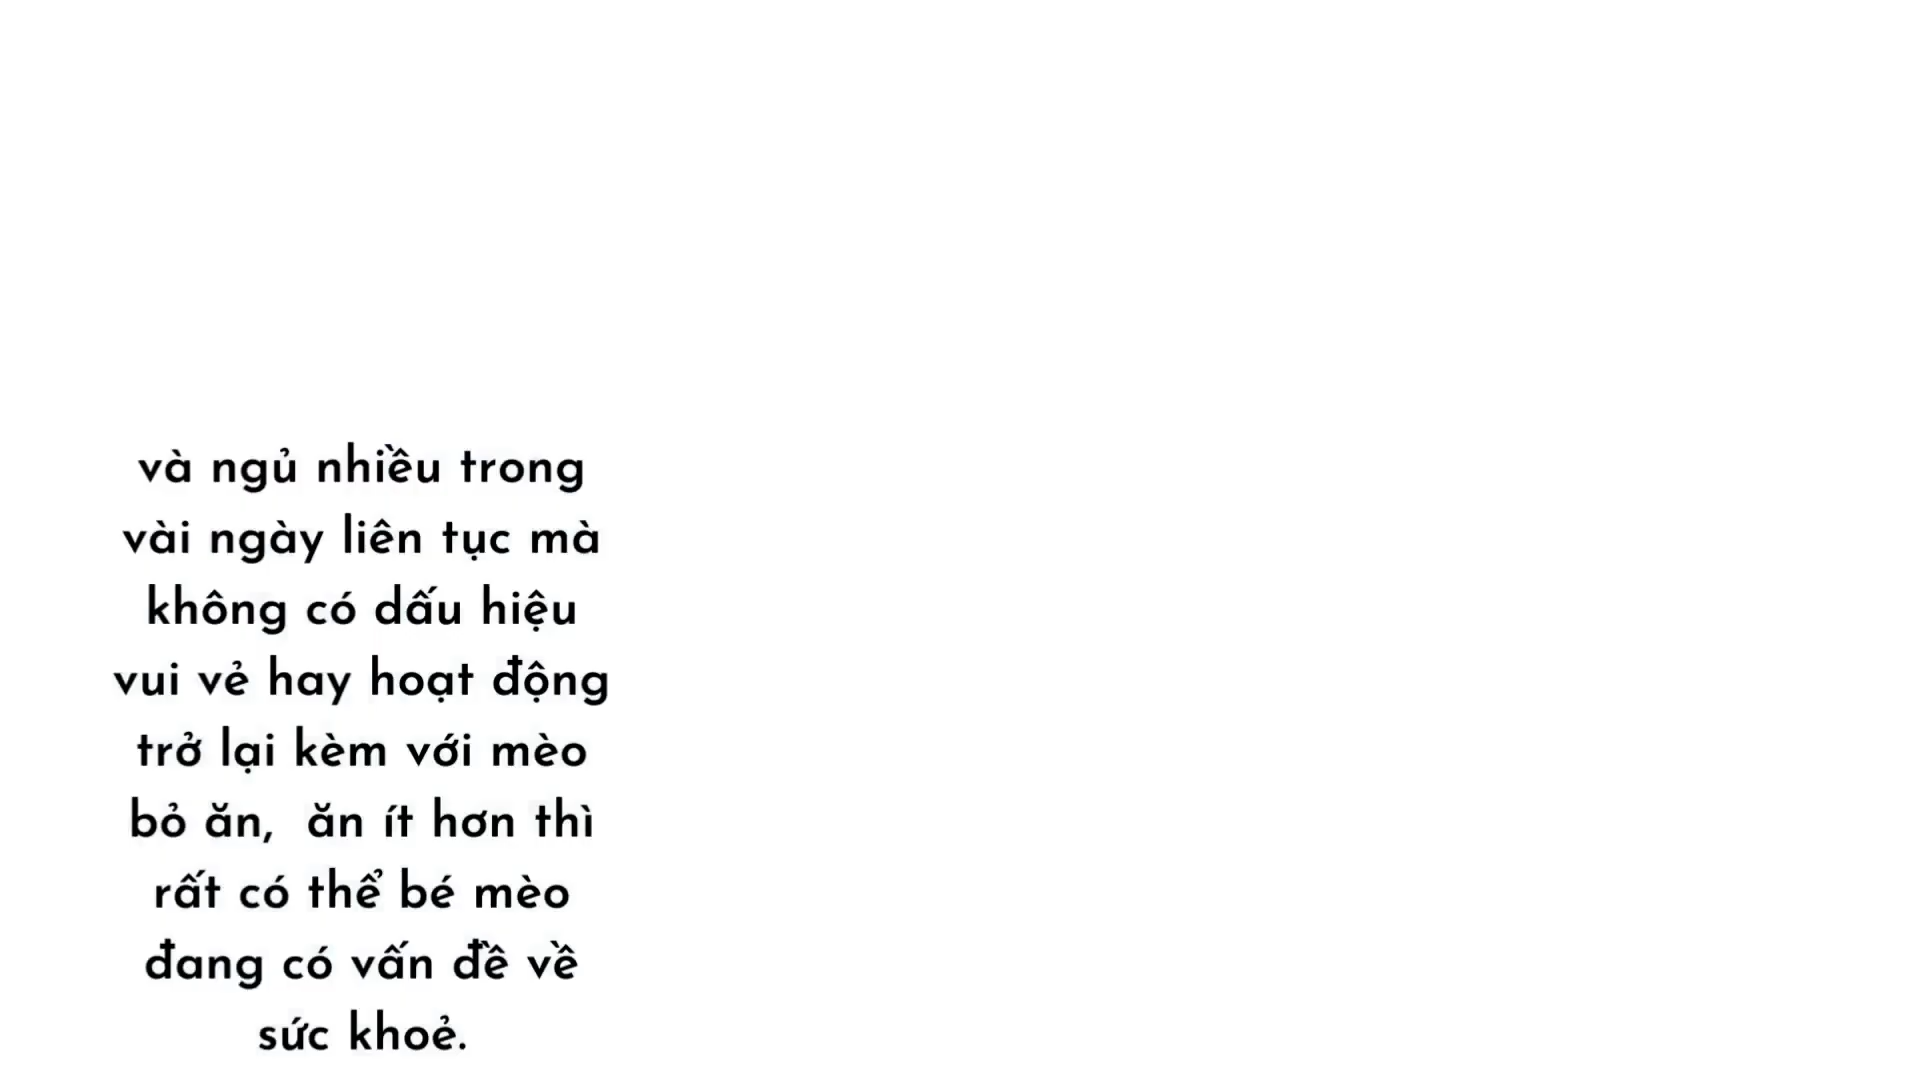 và ngủ nhiều trong
vài ngày liên tục mà
không có dấu hiệu
vui vẻ hay hoạt động
trở lại kèm với mèo
bỏ ăn,  ăn ít hơn thì
rất có thể bé mèo
đang có vấn đề về
sức khoẻ.